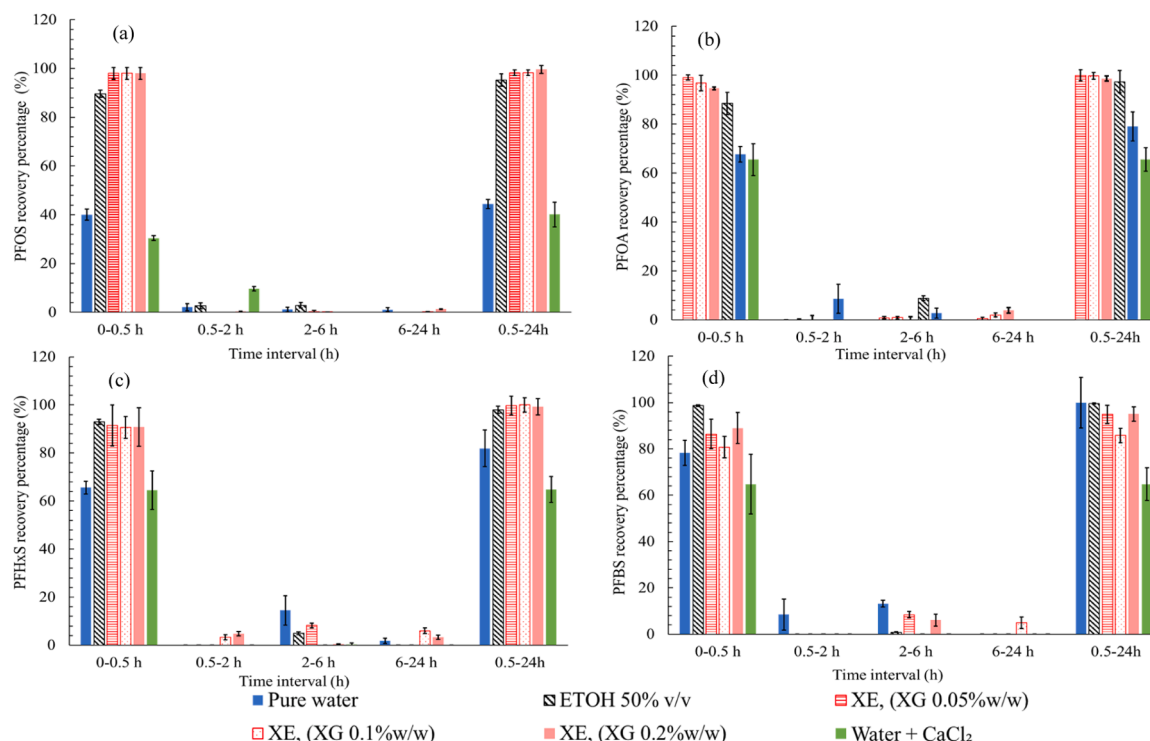 (a)
PFOS recovery percentage (%)
120
100
80
60
40
20
0
0-0.5 h 0.5-2 h 2-6 h 6-24 h 0.5-24h
Time interval (h)
(b)
PFOA recovery percentage (%)
120
100
80
60
40
20
0
0-0.5 h 0.5-2 h 2-6 h 6-24 h 0.5-24h
Time interval (h)
(c)
PFHxS recovery percentage (%)
120
100
80
60
40
20
0
0-0.5 h 0.5-2 h 2-6 h 6-24 h 0.5-24h
Time interval (h)
(d)
PFBS recovery percentage (%)
120
100
80
60
40
20
0
0-0.5 h 0.5-2 h 2-6 h 6-24 h 0.5-24h
Time interval (h)
Pure water ETOH 50% v/v XE, (XG 0.05%w/w)
XE, (XG 0.1%w/w) XE, (XG 0.2%w/w) Water + CaCl₂